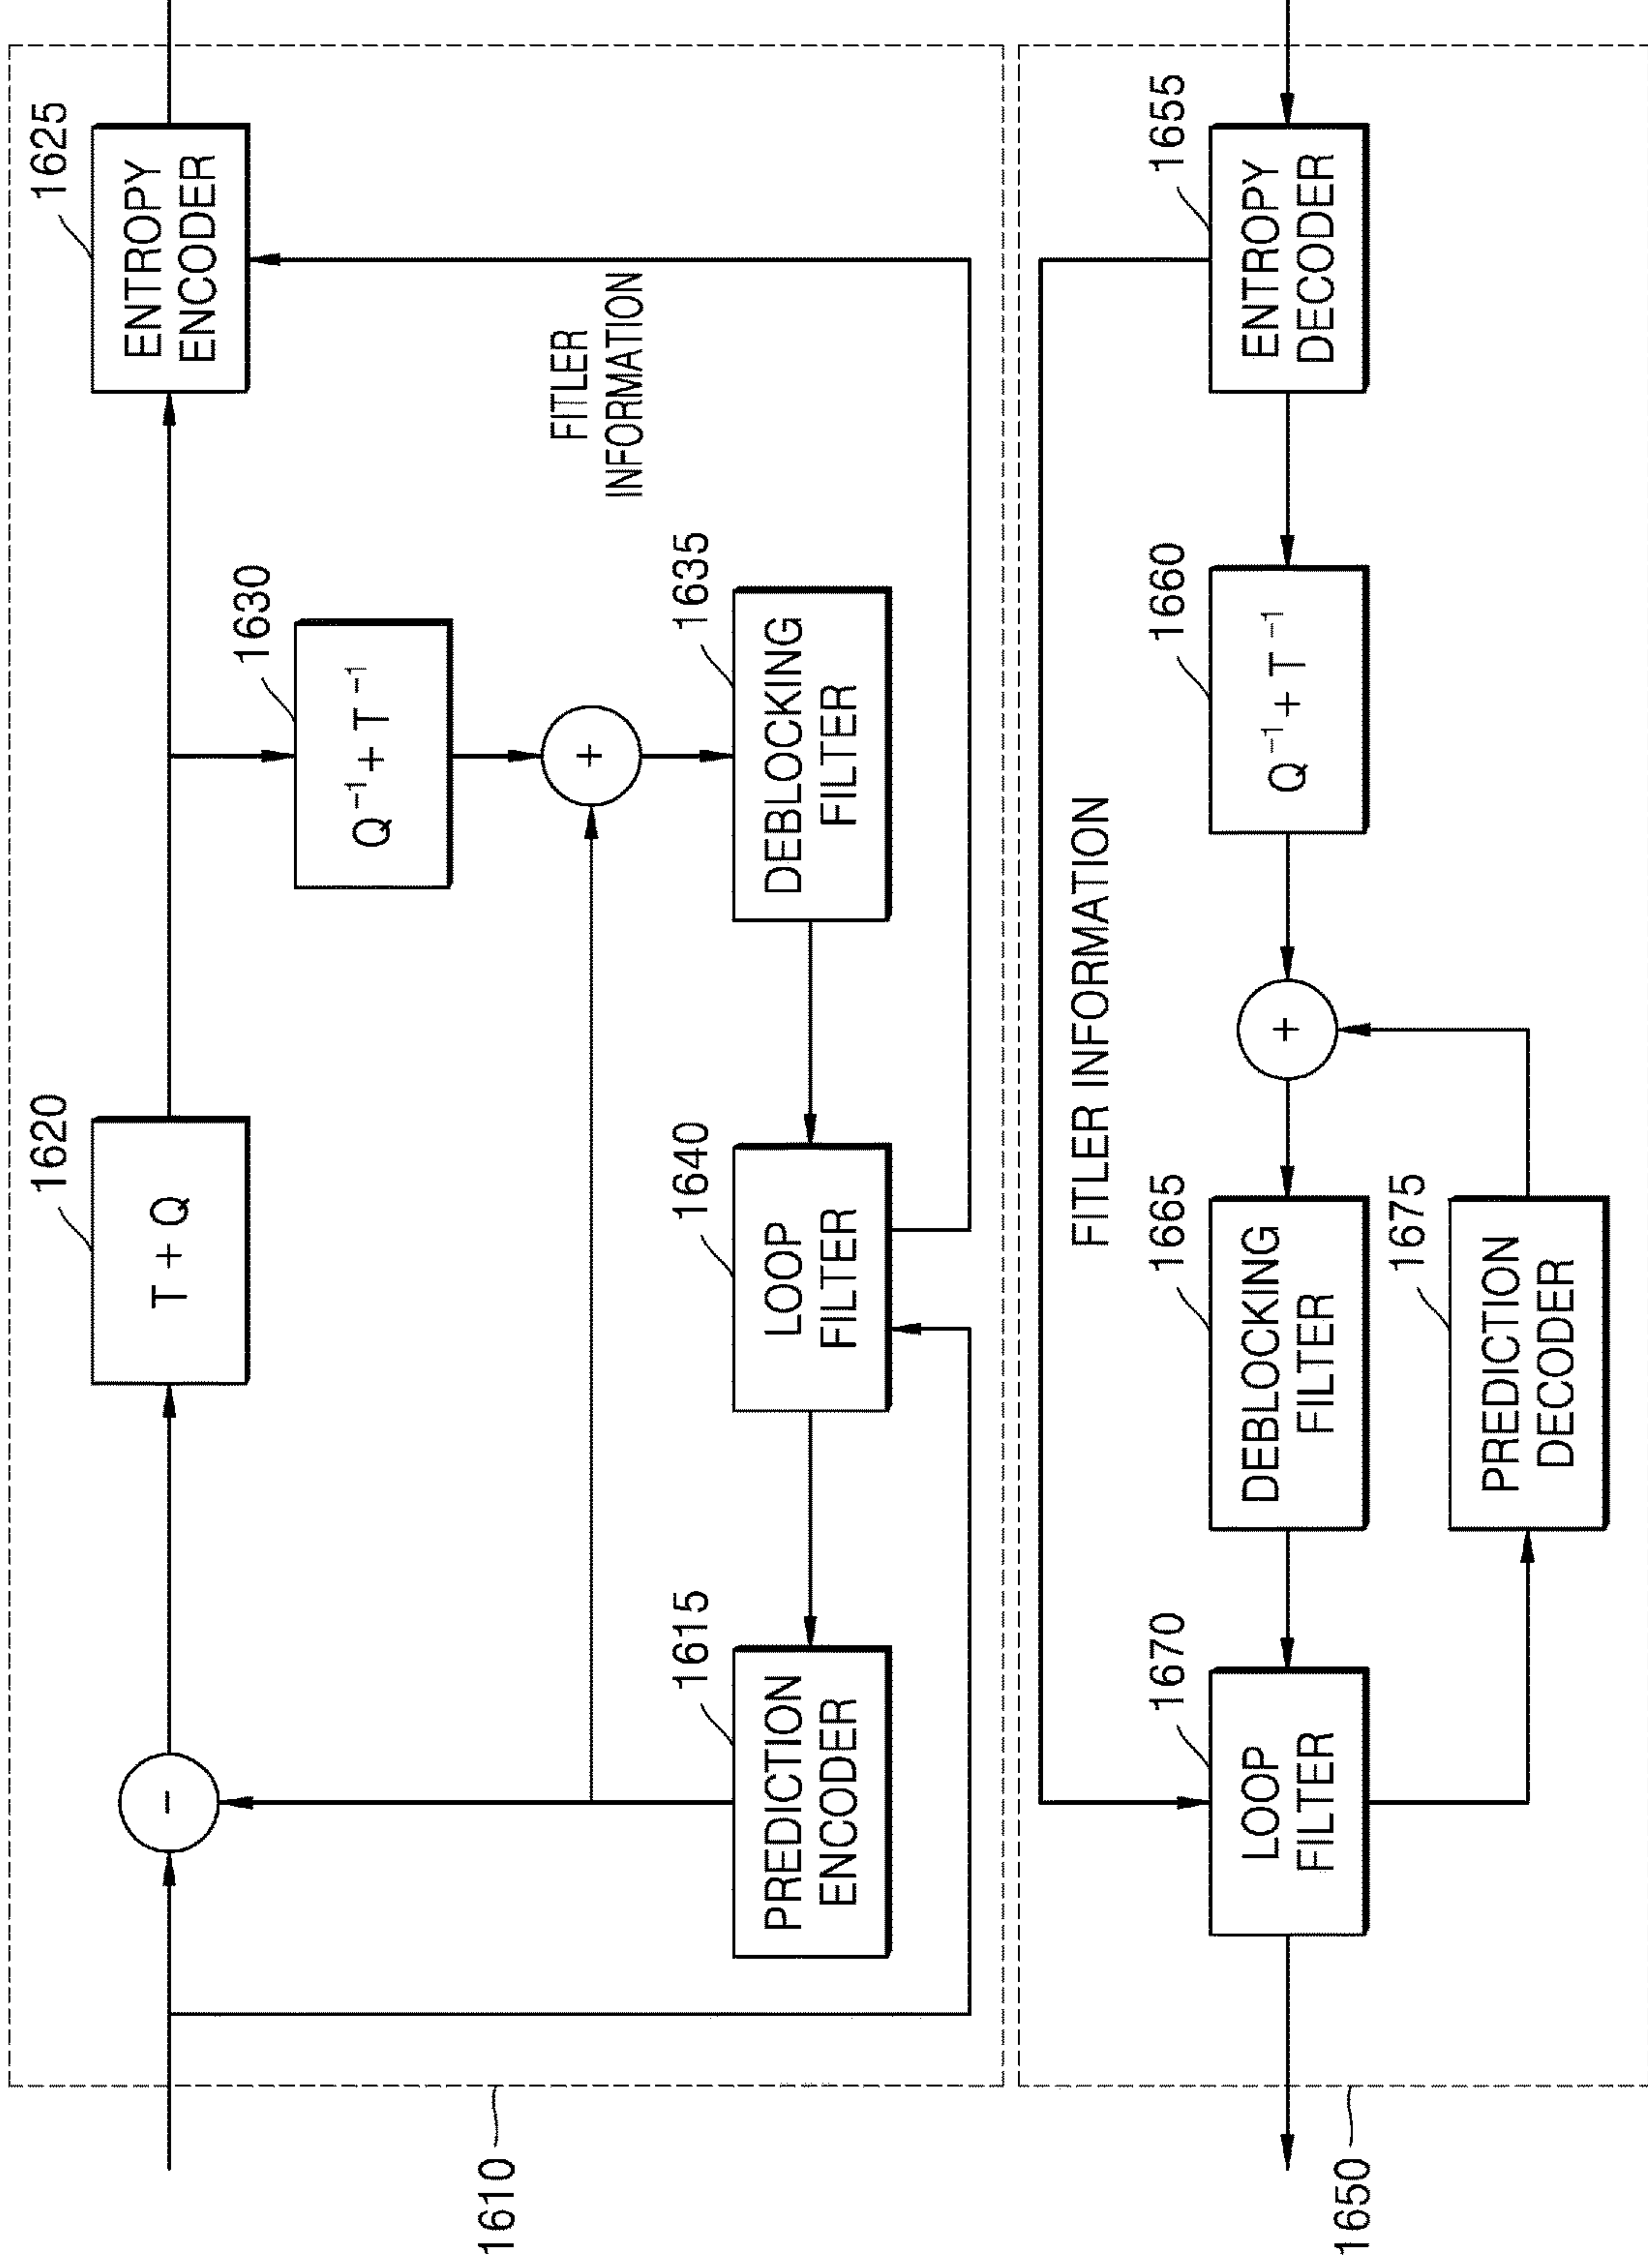 1610
1620
T + Q
1625
ENTROPY
ENCODER
-
1630
Q⁻¹ + T⁻¹
+
FITLER
INFORMATION
1615
PREDICTION
ENCODER
1640
LOOP
FILTER
1635
DEBLOCKING
FILTER
1650
FITLER INFORMATION
1670
LOOP
FILTER
1665
DEBLOCKING
FILTER
+
1660
Q⁻¹ + T⁻¹
1655
ENTROPY
DECODER
1675
PREDICTION
DECODER